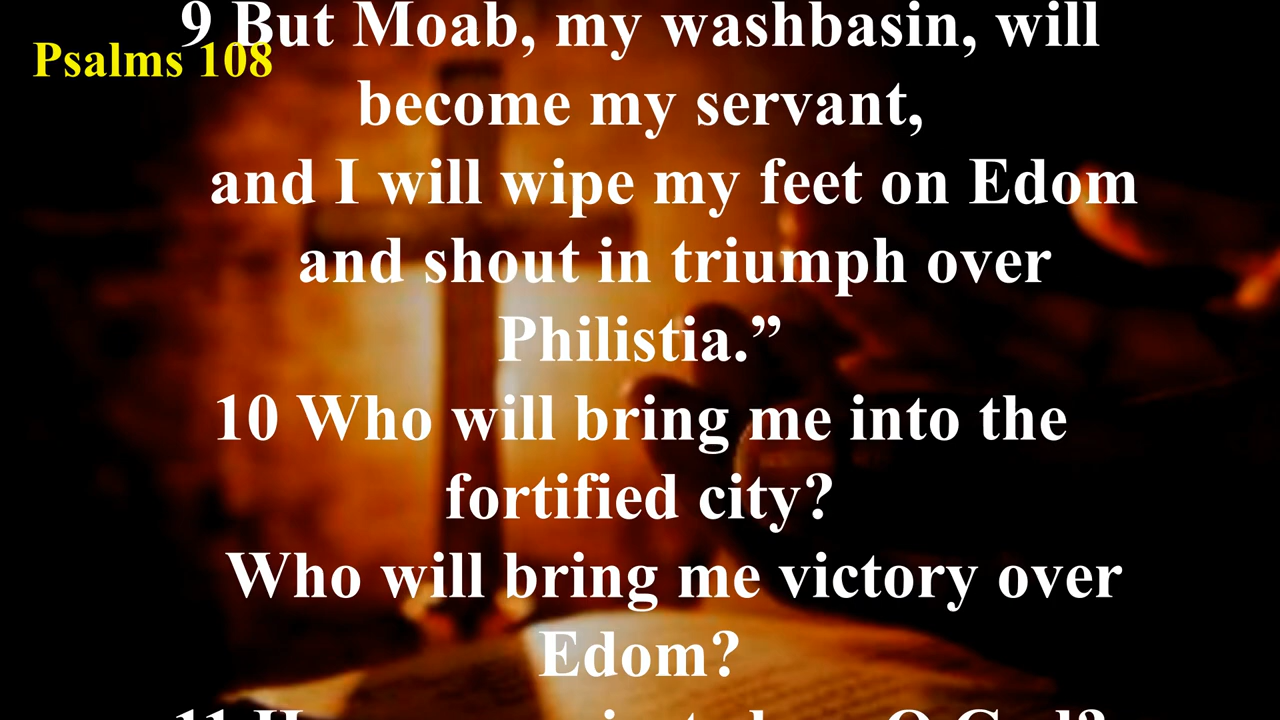 Psalms 108
9 But Moab, my washbasin, will
become my servant,
and I will wipe my feet on Edom
and shout in triumph over
Philistia.”
10 Who will bring me into the
fortified city?
Who will bring me victory over
Edom?
11 O God?